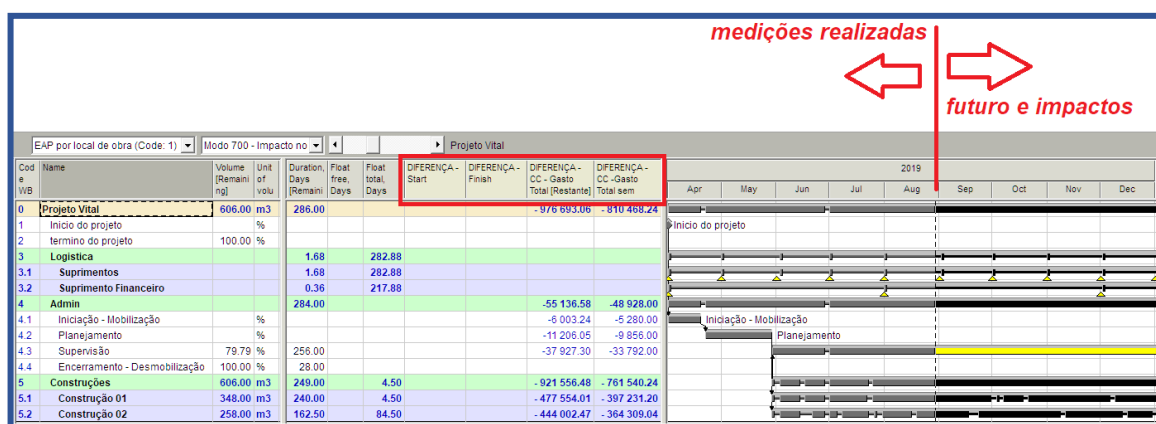 medições realizadas
futuro e impactos
EAP por local de obra (Code: 1) Modo 700 - Impacto no Projeto Vital
Cod e WB Name Volume [Remaini ng] Unit of volu Duration, Days [Remaini Float free, Days Float total, Days DIFERENÇA - Start DIFERENÇA - Finish DIFERENÇA - CC - Gasto Total [Restante] DIFERENÇA - CC -Gasto Total sem 2019
Apr May Jun Jul Aug Sep Oct Nov Dec
0 Projeto Vital 606.00 m3 286.00 - 976 693.06 - 810 468.24
1 Inicio do projeto % Inicio do projeto
2 termino do projeto 100.00 %
3 Logistica 1.68 282.88
3.1 Suprimentos 1.68 282.88
3.2 Suprimento Financeiro 0.36 217.88
4 Admin 284.00 -55 136.58 -48 928.00
4.1 Iniciação - Mobilização % -6 003.24 -5 280.00 Iniciação - Mobilização
4.2 Planejamento % -11 206.05 -9 856.00 Planejamento
4.3 Supervisão 79.79 % 256.00 -37 927.30 -33 792.00
4.4 Encerramento - Desmobilização 100.00 % 28.00
5 Construções 606.00 m3 249.00 4.50 - 921 556.48 - 761 540.24
5.1 Construção 01 348.00 m3 240.00 4.50 - 477 554.01 - 397 231.20
5.2 Construção 02 258.00 m3 162.50 84.50 - 444 002.47 - 364 309.04